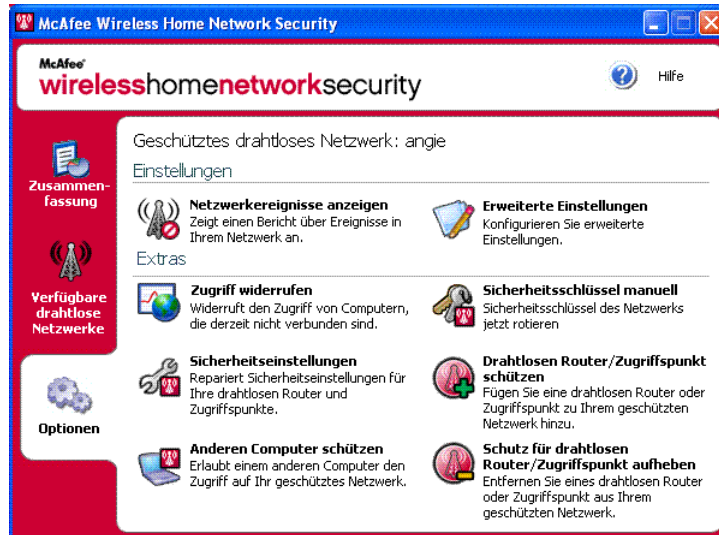 McAfee Wireless Home Network Security
McAfee
wirelesshomenetworksecurity
Hilfe
Zusammen-
fassung
Verfügbare
drahtlose
Netzwerke
Optionen
Geschütztes drahtloses Netzwerk: angie
Einstellungen
Netzwerkereignisse anzeigen
Zeigt einen Bericht über Ereignisse in
Ihrem Netzwerk an.
Erweiterte Einstellungen
Konfigurieren Sie erweiterte
Einstellungen.
Extras
Zugriff widerrufen
Widerruft den Zugriff von Computern,
die derzeit nicht verbunden sind.
Sicherheitsschlüssel manuell
Sicherheitsschlüssel des Netzwerks
jetzt rotieren
Sicherheitseinstellungen
Repariert Sicherheitseinstellungen für
Ihre drahtlosen Router und
Zugriffspunkte.
Drahtlosen Router/Zugriffspunkt
schützen
Fügen Sie eine drahtlosen Router oder
Zugriffspunkt zu Ihrem geschützten
Netzwerk hinzu.
Anderen Computer schützen
Erlaubt einem anderen Computer den
Zugriff auf Ihr geschütztes Netzwerk.
Schutz für drahtlosen
Router/Zugriffspunkt aufheben
Entfernen Sie eines drahtlosen Router
oder Zugriffspunkt aus Ihrem
geschützten Netzwerk.